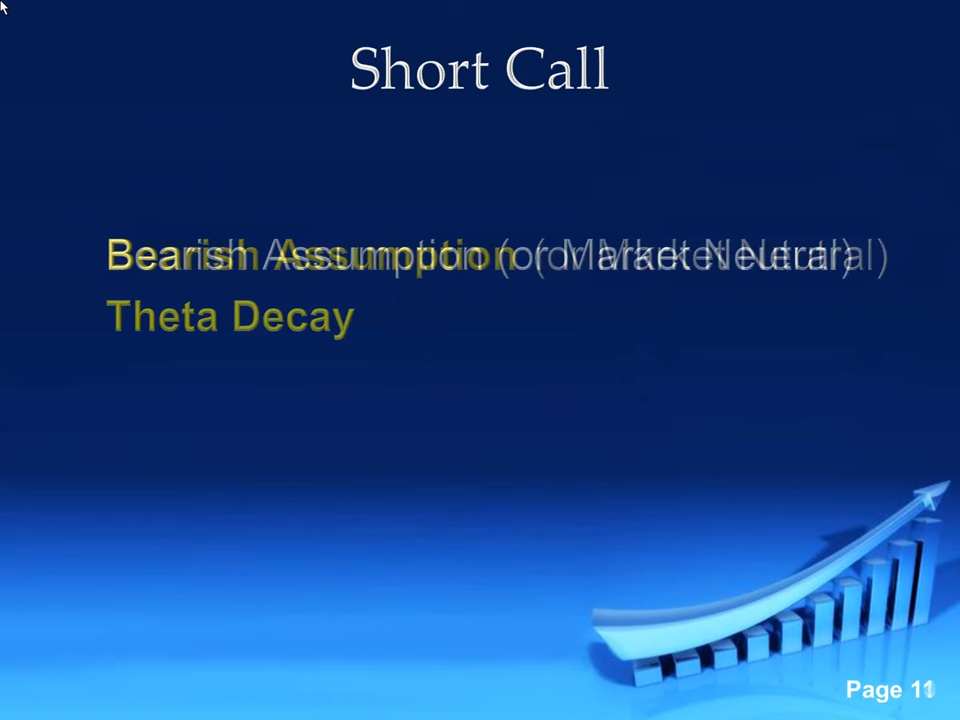 Short Call
Bearish Assumption (or Market Neutral)
Theta Decay
Page 11